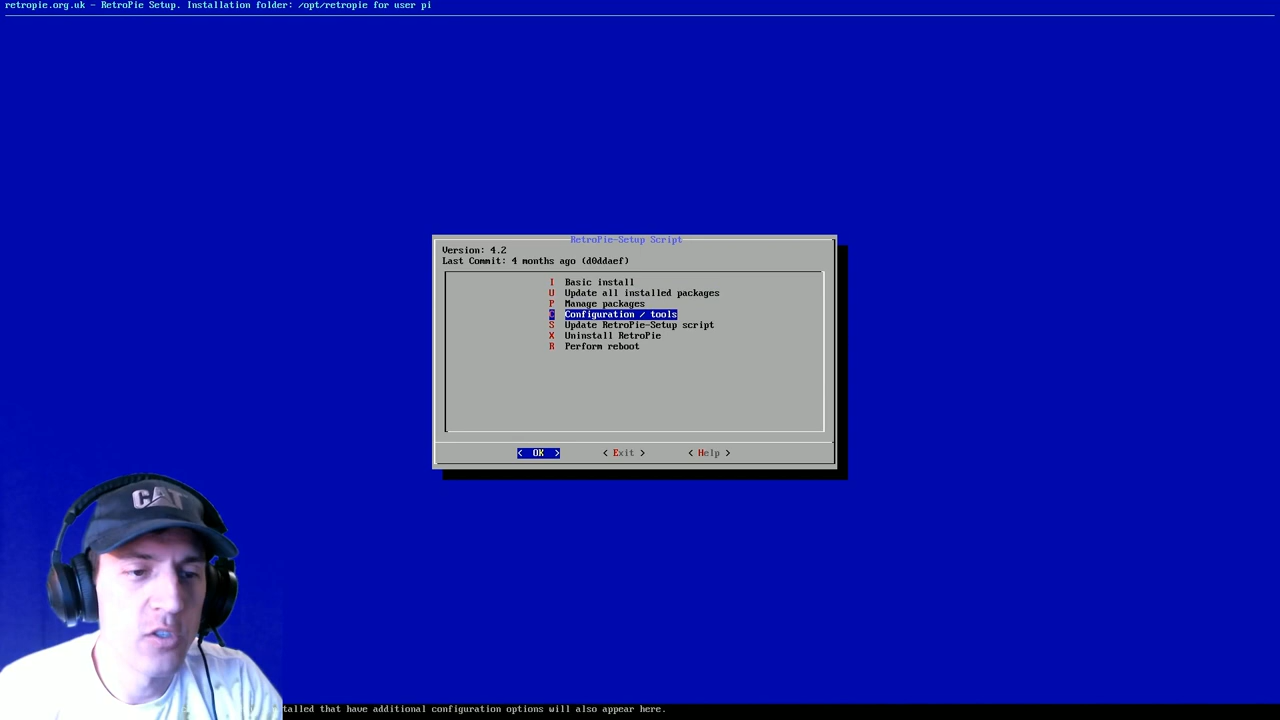 retropie.org.uk - RetroPie Setup. Installation folder: /opt/retropie for user pi
RetroPie-Setup Script
Version: 4.2
Last Commit: 4 months ago (d0ddaef)
I Basic install
U Update all installed packages
P Manage packages
C Configuration / tools
S Update RetroPie-Setup script
X Uninstall RetroPie
R Perform reboot
< OK > < Exit > < Help >
CAT
talled that have additional configuration options will also appear here.